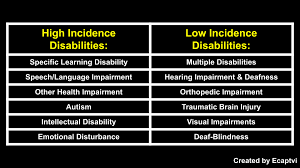 High Incidence Disabilities:
Low Incidence Disabilities:
Specific Learning Disability
Multiple Disabilities
Speech/Language Impairment
Hearing Impairment & Deafness
Other Health Impairment
Orthopedic Impairment
Autism
Traumatic Brain Injury
Intellectual Disability
Visual Impairments
Emotional Disturbance
Deaf-Blindness
Created by Ecaptvi